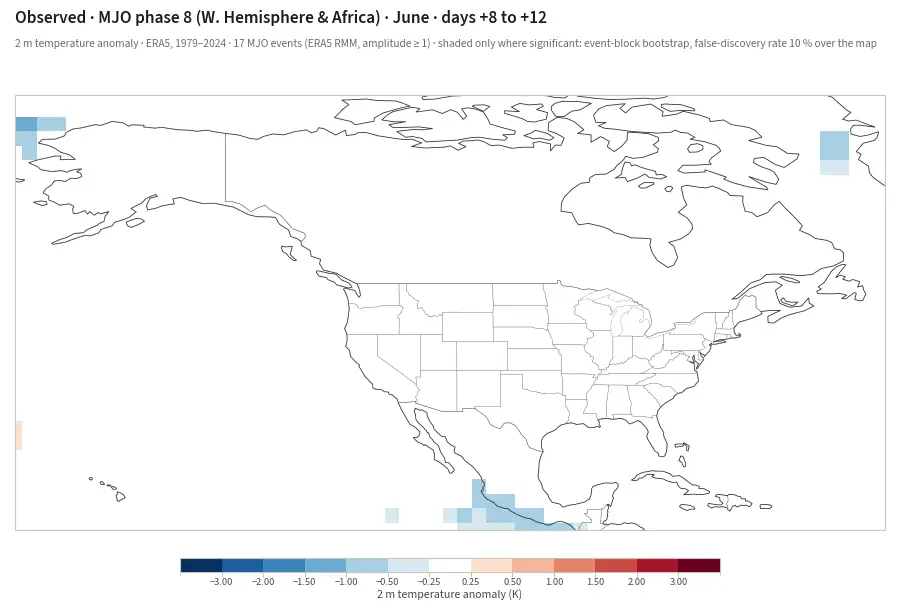 Observed · MJO phase 8 (W. Hemisphere & Africa) · June · days +8 to +12
2 m temperature anomaly · ERA5, 1979–2024 · 17 MJO events (ERA5 RMM, amplitude ≥ 1) · shaded only where significant: event-block bootstrap, false-discovery rate 10 % over the map
−3.00 −2.00 −1.50 −1.00 −0.50 −0.25 0.25 0.50 1.00 1.50 2.00 3.00
2 m temperature anomaly (K)